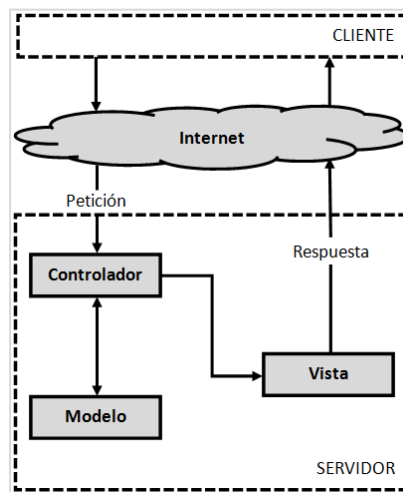 CLIENTE
Internet
Petición
Respuesta
Controlador
Vista
Modelo
SERVIDOR